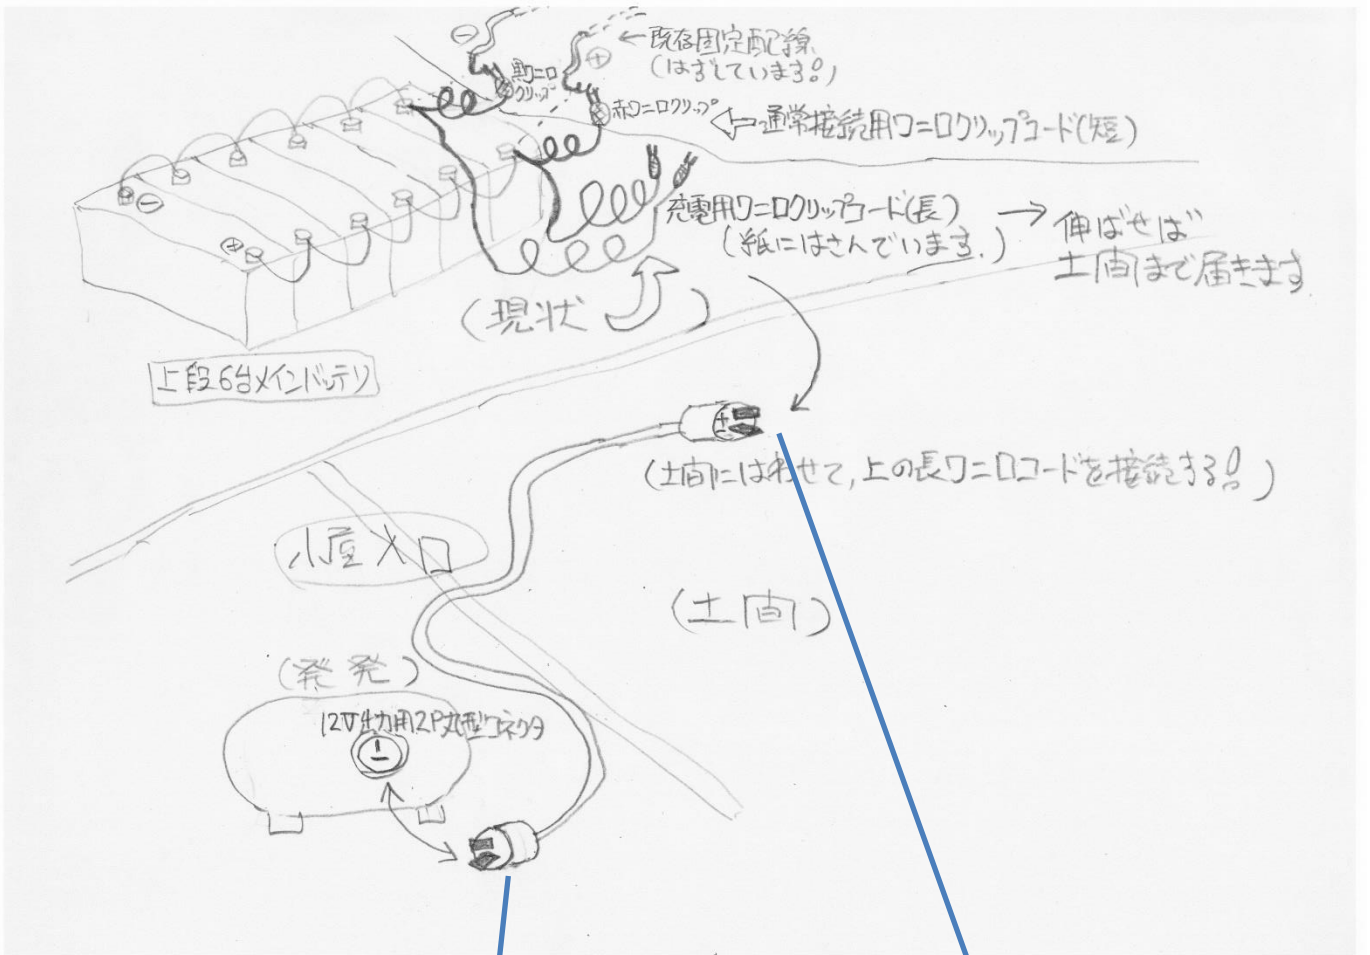 ⊖
←既存固定配線
(はずしています!)
⊕
黒ワニロ
クリップ
赤ワニロクリップ
⇦通常接続用ワニロクリップコード(短)
充電用ワニロクリップコード(長)
(紙にはさんでいます.)
→伸ばせば
土間まで届きます
⊖
⊕
(現状)
上段6台メインバッテリ
+
−
(土間にはわせて,上の長ワニロコードを接続する!)
小屋入口
(土間)
(発発)
12V出力用2P丸型コネクタ